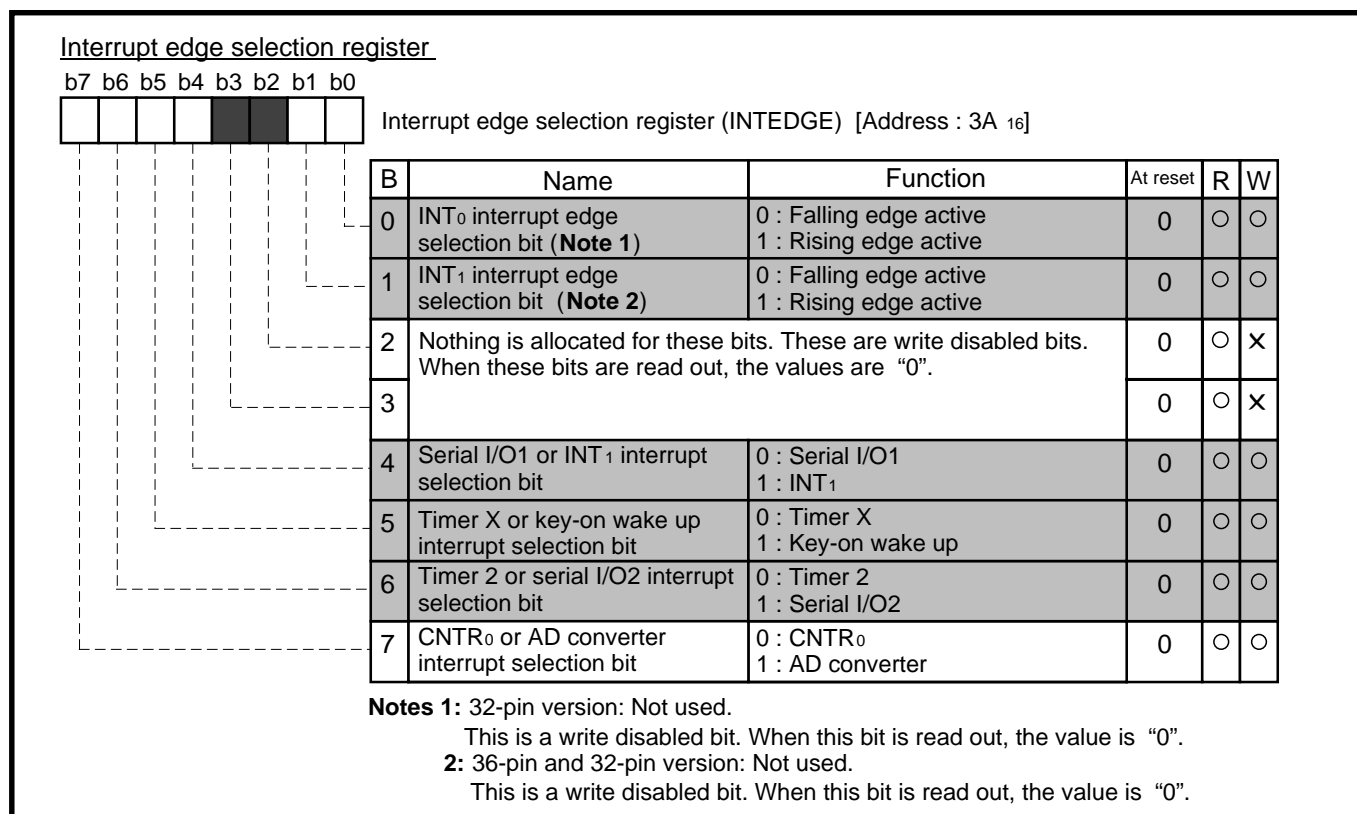 Interrupt edge selection register
b7 b6 b5 b4 b3 b2 b1 b0
Interrupt edge selection register (INTEDGE) [Address : 3A 16]
B Name Function At reset R W
0 INT0 interrupt edge selection bit (Note 1) 0 : Falling edge active 1 : Rising edge active 0 ○ ○
1 INT1 interrupt edge selection bit (Note 2) 0 : Falling edge active 1 : Rising edge active 0 ○ ○
2 Nothing is allocated for these bits. These are write disabled bits. 0 ○ ×
When these bits are read out, the values are “0”.
3 0 ○ ×
4 Serial I/O1 or INT1 interrupt selection bit 0 : Serial I/O1 1 : INT1 0 ○ ○
5 Timer X or key-on wake up interrupt selection bit 0 : Timer X 1 : Key-on wake up 0 ○ ○
6 Timer 2 or serial I/O2 interrupt selection bit 0 : Timer 2 1 : Serial I/O2 0 ○ ○
7 CNTR0 or AD converter interrupt selection bit 0 : CNTR0 1 : AD converter 0 ○ ○
Notes 1: 32-pin version: Not used.
This is a write disabled bit. When this bit is read out, the value is “0”.
2: 36-pin and 32-pin version: Not used.
This is a write disabled bit. When this bit is read out, the value is “0”.